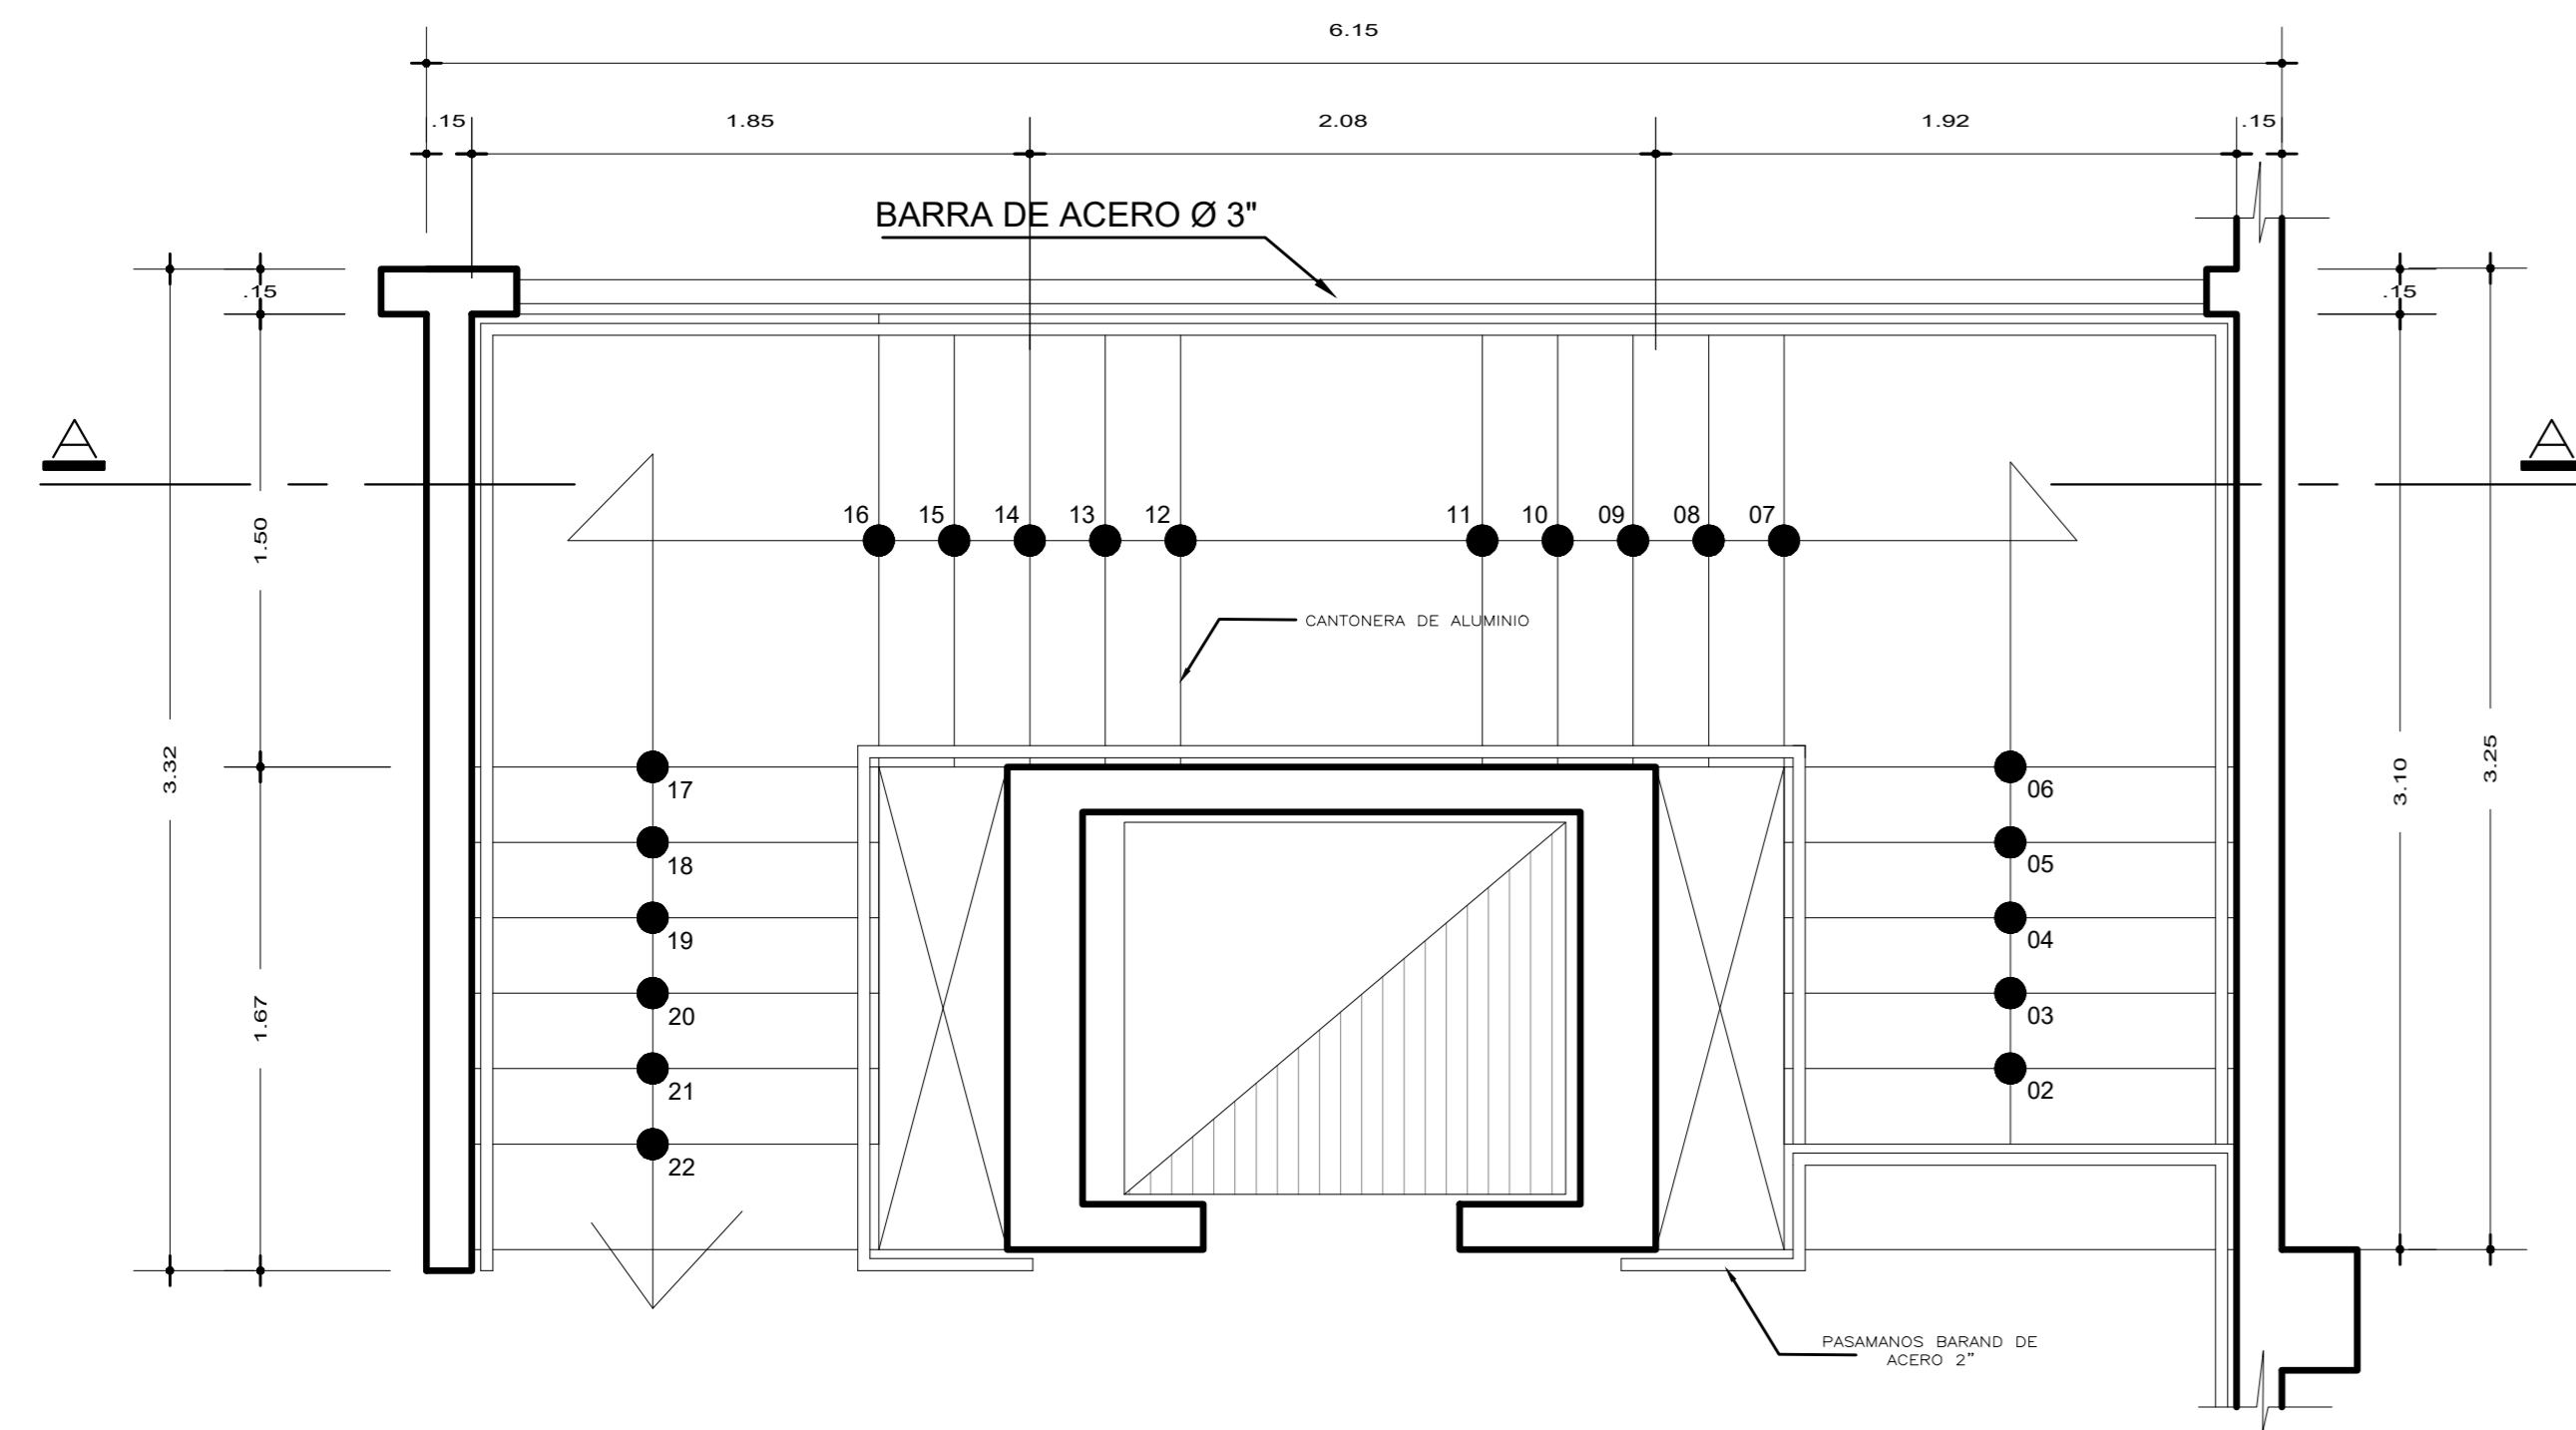 6.15
.15 1.85 2.08 1.92 .15
BARRA DE ACERO Ø 3"
.15 .15
A A
16 15 14 13 12 11 10 09 08 07
1.50
CANTONERA DE ALUMINIO
3.32 3.10 3.25
17 06
18 05
19 04
1.67
20 03
21 02
22
PASAMANOS BARAND DE
ACERO 2”